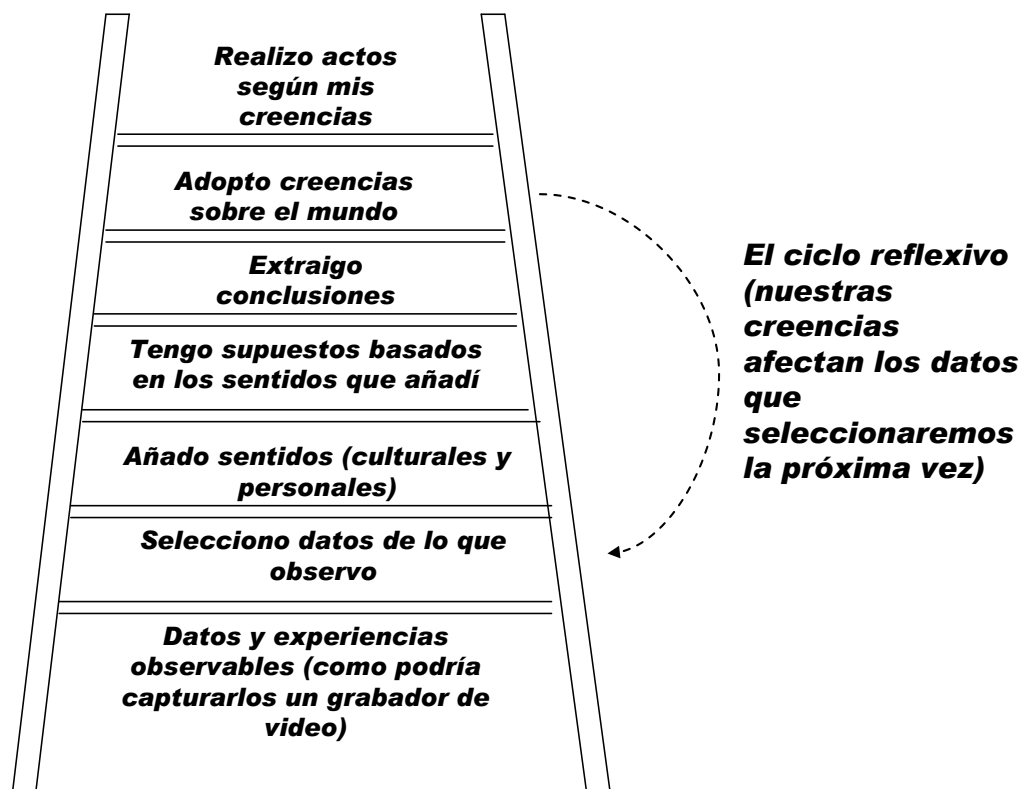 Realizo actos
según mis
creencias
Adopto creencias
sobre el mundo
Extraigo
conclusiones
Tengo supuestos basados
en los sentidos que añadí
Añado sentidos (culturales y
personales)
Selecciono datos de lo que
observo
Datos y experiencias
observables (como podría
capturarlos un grabador de
video)
El ciclo reflexivo
(nuestras
creencias
afectan los datos
que
seleccionaremos
la próxima vez)